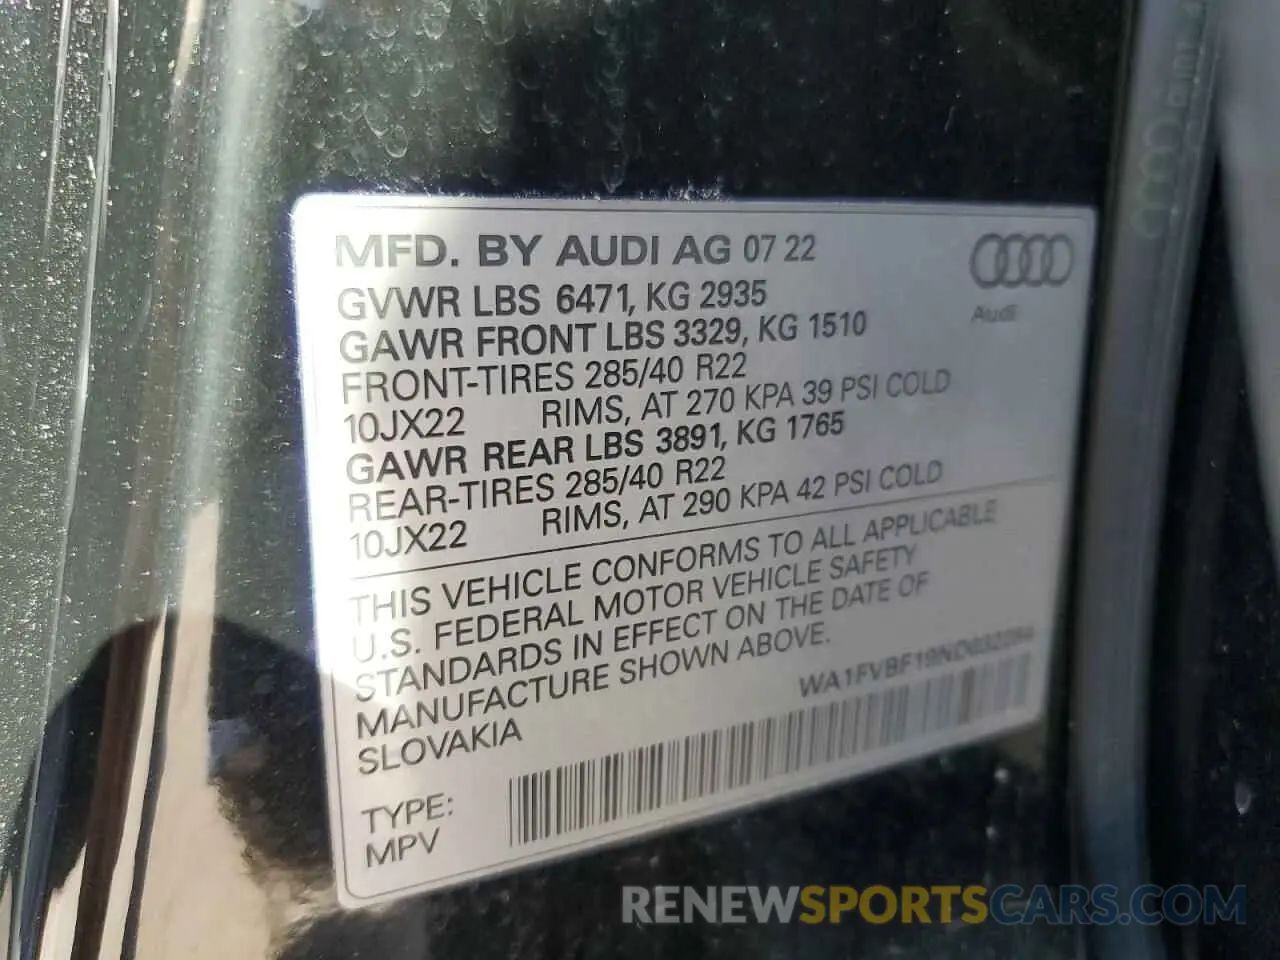 MFD. BY AUDI AG 07 22
GVWR LBS 6471, KG 2935
GAWR FRONT LBS 3329, KG 1510
FRONT-TIRES 285/40 R22
10JX22 RIMS, AT 270 KPA 39 PSI COLD
GAWR REAR LBS 3891, KG 1765
REAR-TIRES 285/40 R22
10JX22 RIMS, AT 290 KPA 42 PSI COLD
Audi
THIS VEHICLE CONFORMS TO ALL APPLICABLE
U.S. FEDERAL MOTOR VEHICLE SAFETY
STANDARDS IN EFFECT ON THE DATE OF
MANUFACTURE SHOWN ABOVE.
SLOVAKIA
WA1FVBF19ND032094
TYPE:
MPV
RENEWSPORTSCARS.COM